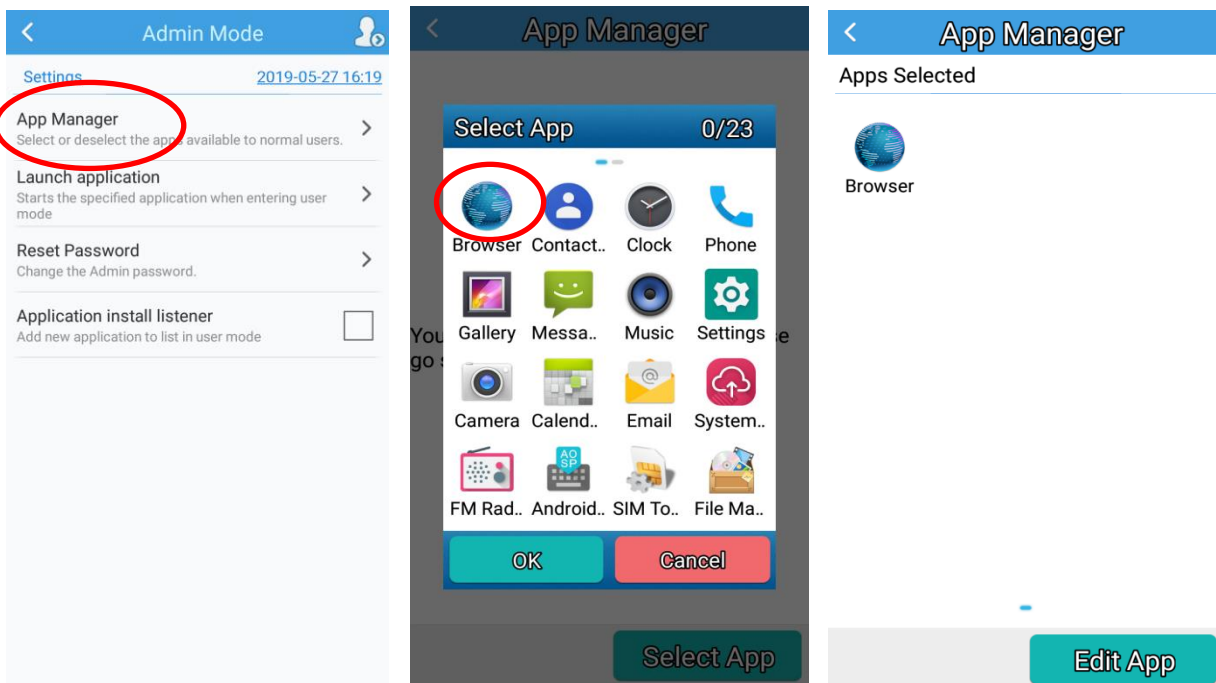 Admin Mode
Settings 2019-05-27 16:19
App Manager
Select or deselect the apps available to normal users.
Launch application
Starts the specified application when entering user
mode
Reset Password
Change the Admin password.
Application install listener
Add new application to list in user mode
App Manager
Select App 0/23
Browser Contact.. Clock Phone
Gallery Messa.. Music Settings
Camera Calend.. Email System..
AO
SP
FM Rad.. Android.. SIM To.. File Ma..
OK Cancel
You
go
Select App
App Manager
Apps Selected
Browser
Edit App